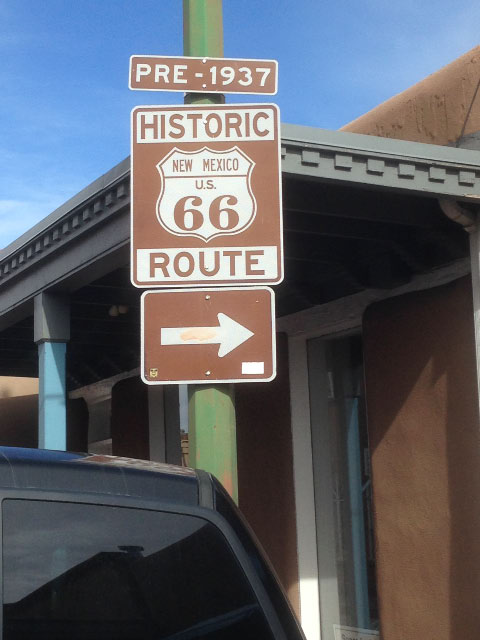 PRE-1937
HISTORIC
NEW MEXICO
U.S.
66
ROUTE